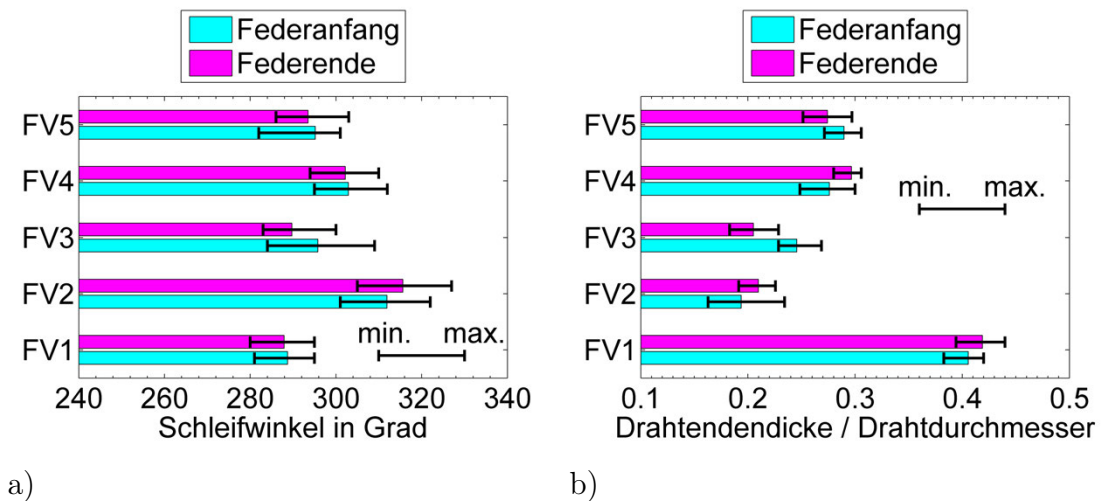 Federanfang
Federende
FV5
FV4
FV3
FV2
FV1
min. max.
240 260 280 300 320 340
Schleifwinkel in Grad
a)
Federanfang
Federende
FV5
FV4
FV3
FV2
FV1
min. max.
0.1 0.2 0.3 0.4 0.5
Drahtendendicke / Drahtdurchmesser
b)